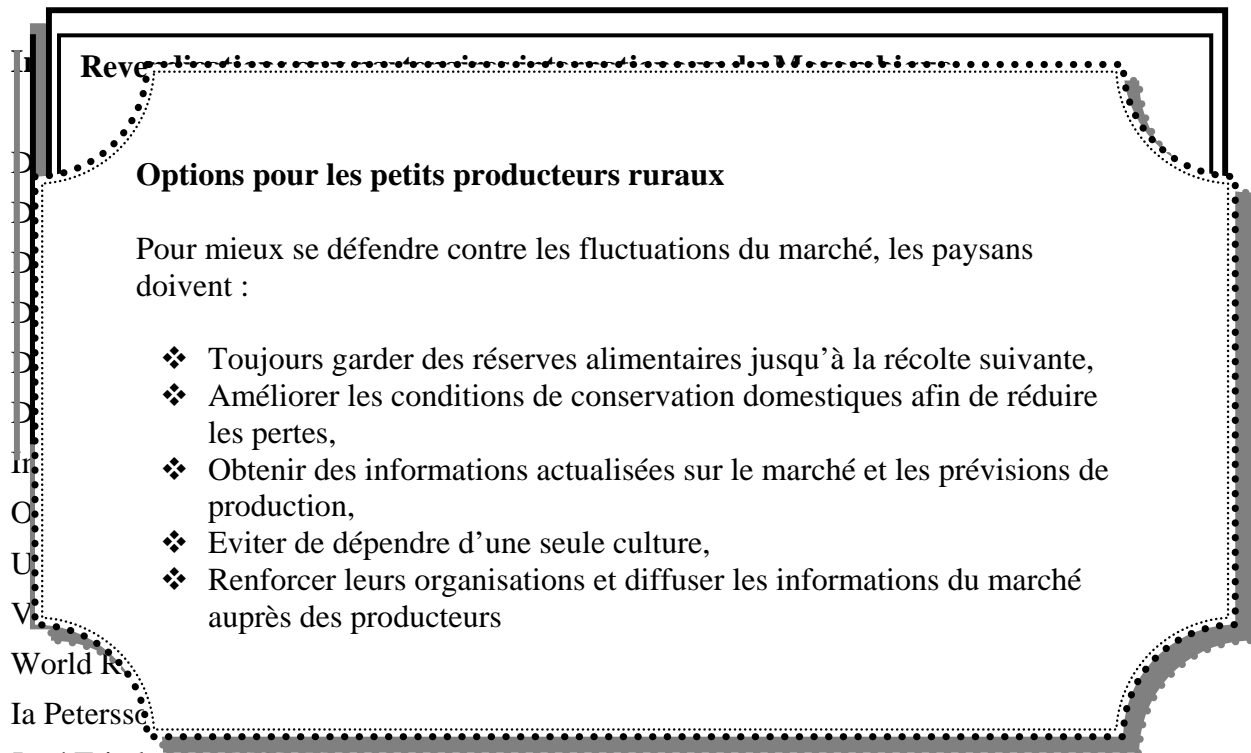 Options pour les petits producteurs ruraux
Pour mieux se défendre contre les fluctuations du marché, les paysans
doivent :
❖ Toujours garder des réserves alimentaires jusqu’à la récolte suivante,
❖ Améliorer les conditions de conservation domestiques afin de réduire
les pertes,
❖ Obtenir des informations actualisées sur le marché et les prévisions de
production,
❖ Eviter de dépendre d’une seule culture,
❖ Renforcer leurs organisations et diffuser les informations du marché
auprès des producteurs
World
Ia